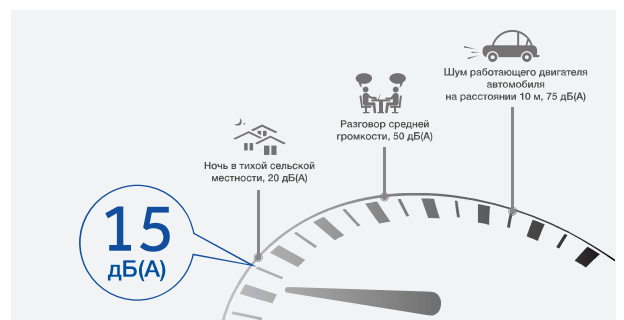 Шум работающего двигателя
автомобиля
на расстоянии 10 м, 75 дБ(А)
Разговор средней
громкости, 50 дБ(А)
Ночь в тихой сельской
местности, 20 дБ(А)
15
дБ(А)